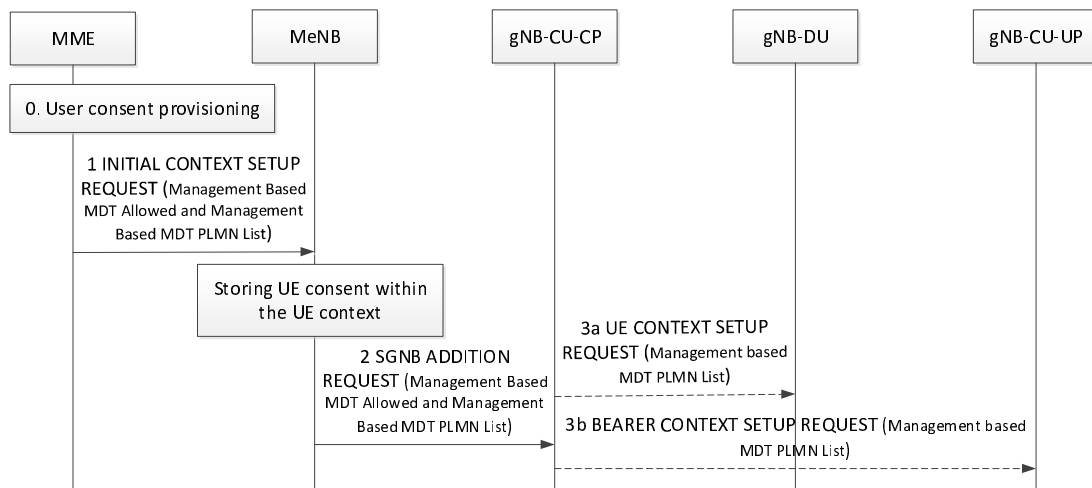 MME
MeNB
gNB-CU-CP
gNB-DU
gNB-CU-UP
0. User consent provisioning
1 INITIAL CONTEXT SETUP
REQUEST (Management Based
MDT Allowed and Management
Based MDT PLMN List)
Storing UE consent within
the UE context
2 SGNB ADDITION
REQUEST (Management Based
MDT Allowed and Management
Based MDT PLMN List)
3a UE CONTEXT SETUP
REQUEST (Management based
MDT PLMN List)
3b BEARER CONTEXT SETUP REQUEST (Management based
MDT PLMN List)